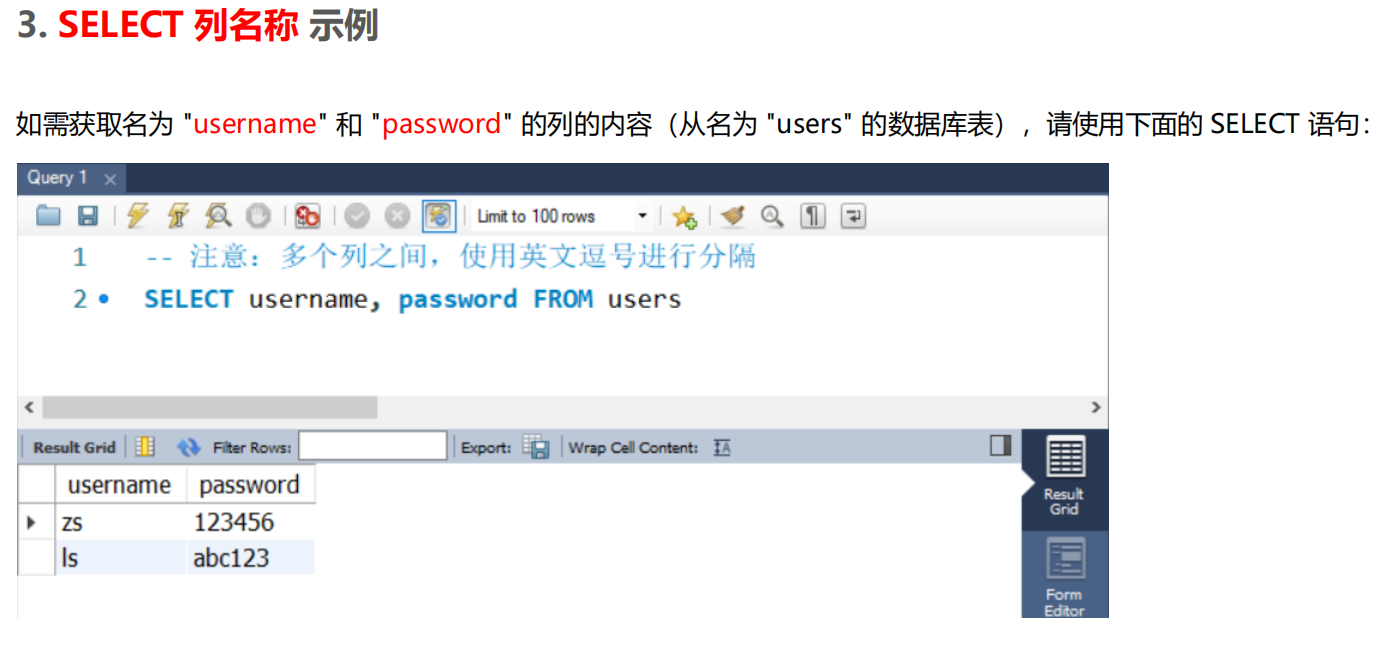 3. SELECT 列名称 示例
如需获取名为 "username" 和 "password" 的列的内容（从名为 "users" 的数据库表），请使用下面的 SELECT 语句：
Query 1
Limit to 100 rows
1 -- 注意：多个列之间，使用英文逗号进行分隔
2 SELECT username, password FROM users
Result Grid Filter Rows: Export: Wrap Cell Content:
username password
zs 123456
ls abc123
Result
Grid
Form
Editor